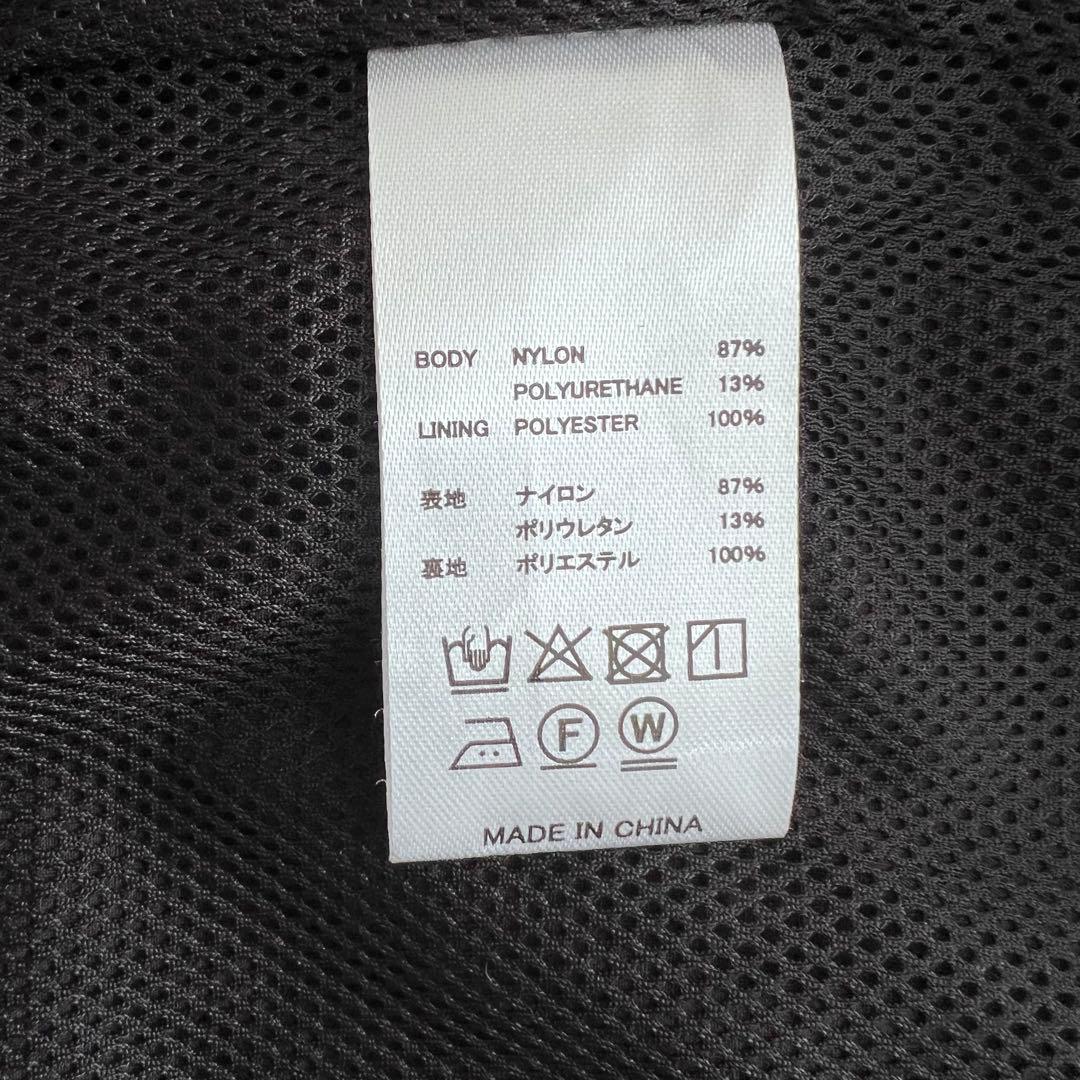 BODY NYLON 87%
POLYURETHANE 13%
LINING POLYESTER 100%
表地 ナイロン 87%
ポリウレタン 13%
裏地 ポリエステル 100%
F W
MADE IN CHINA